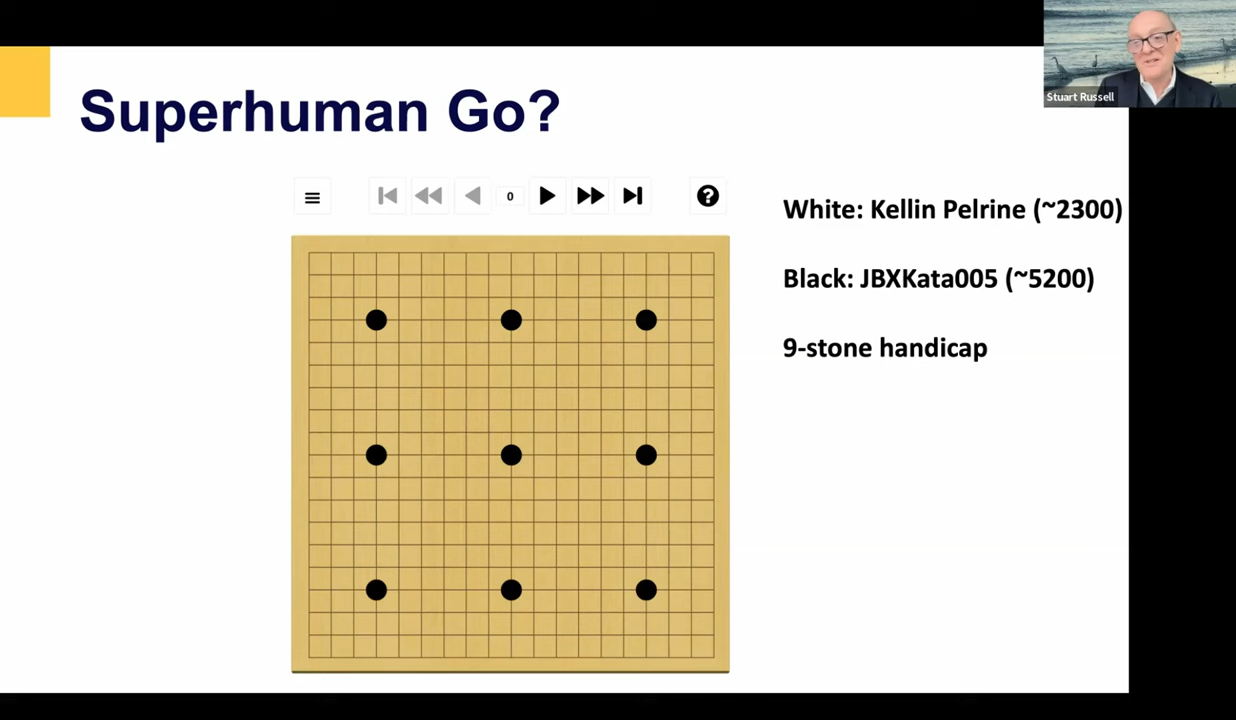 Superhuman Go?
Stuart Russell
0
?
White: Kellin Pelrine (~2300)
Black: JBXKata005 (~5200)
9-stone handicap